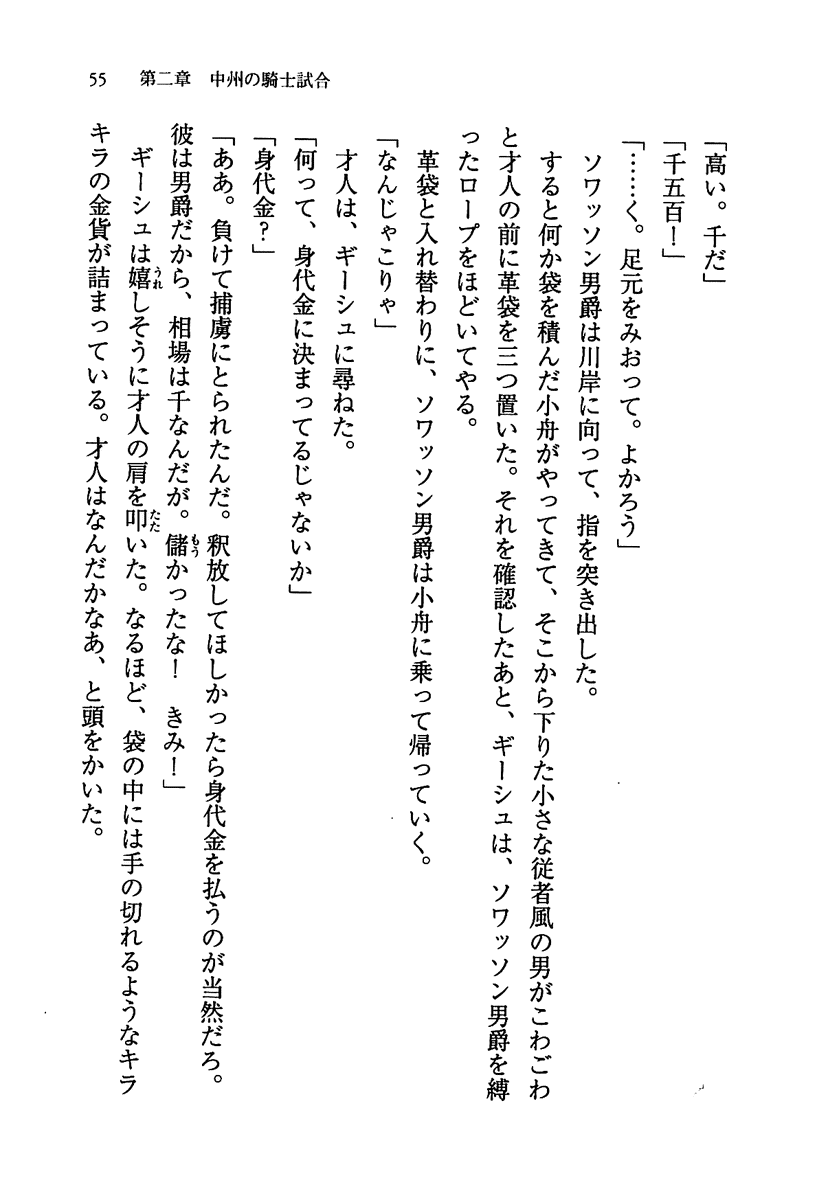 55　第二章　中州の騎士試合
「高い。千だ」
「千五百！」
「……く。足元をみおって。よかろう」
ソワッソン男爵は川岸に向って、指を突き出した。
すると何か袋を積んだ小舟がやってきて、そこから下りた小さな従者風の男がこわごわ
と才人の前に革袋を三つ置いた。それを確認したあと、ギーシュは、ソワッソン男爵を縛
ったロープをほどいてやる。
革袋と入れ替わりに、ソワッソン男爵は小舟に乗って帰っていく。
「なんじゃこりゃ」
才人は、ギーシュに尋ねた。
「何って、身代金に決まってるじゃないか」
「身代金？」
「ああ。負けて捕虜にとられたんだ。釈放してほしかったら身代金を払うのが当然だろ。
彼は男爵だから、相場は千なんだが。儲かったな！　きみ！」
ギーシュは嬉しそうに才人の肩を叩いた。なるほど、袋の中には手の切れるようなキラ
キラの金貨が詰まっている。才人はなんだかなあ、と頭をかいた。